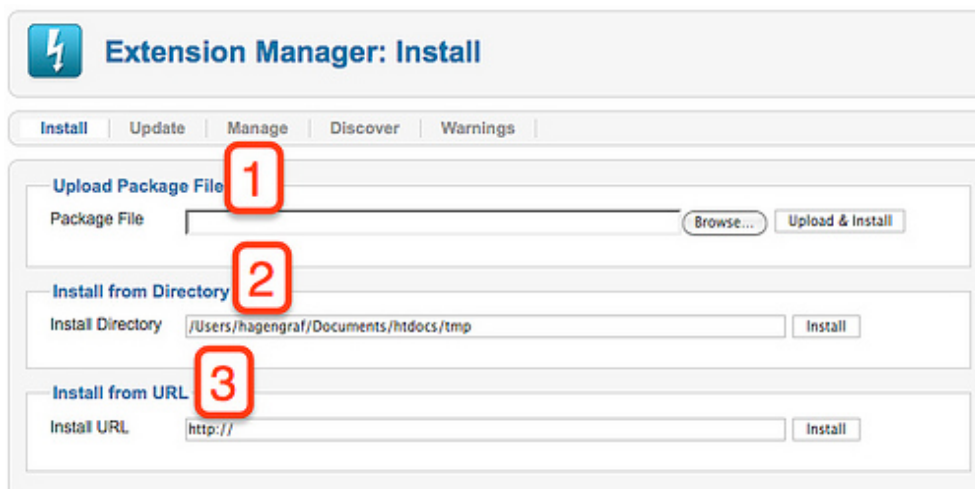 Extension Manager: Install
Install Update Manage Discover Warnings
1
Upload Package File
Package File Browse... Upload & Install
2
Install from Directory
Install Directory /Users/hagengraf/Documents/htdocs/tmp Install
3
Install from URL
Install URL http:// Install